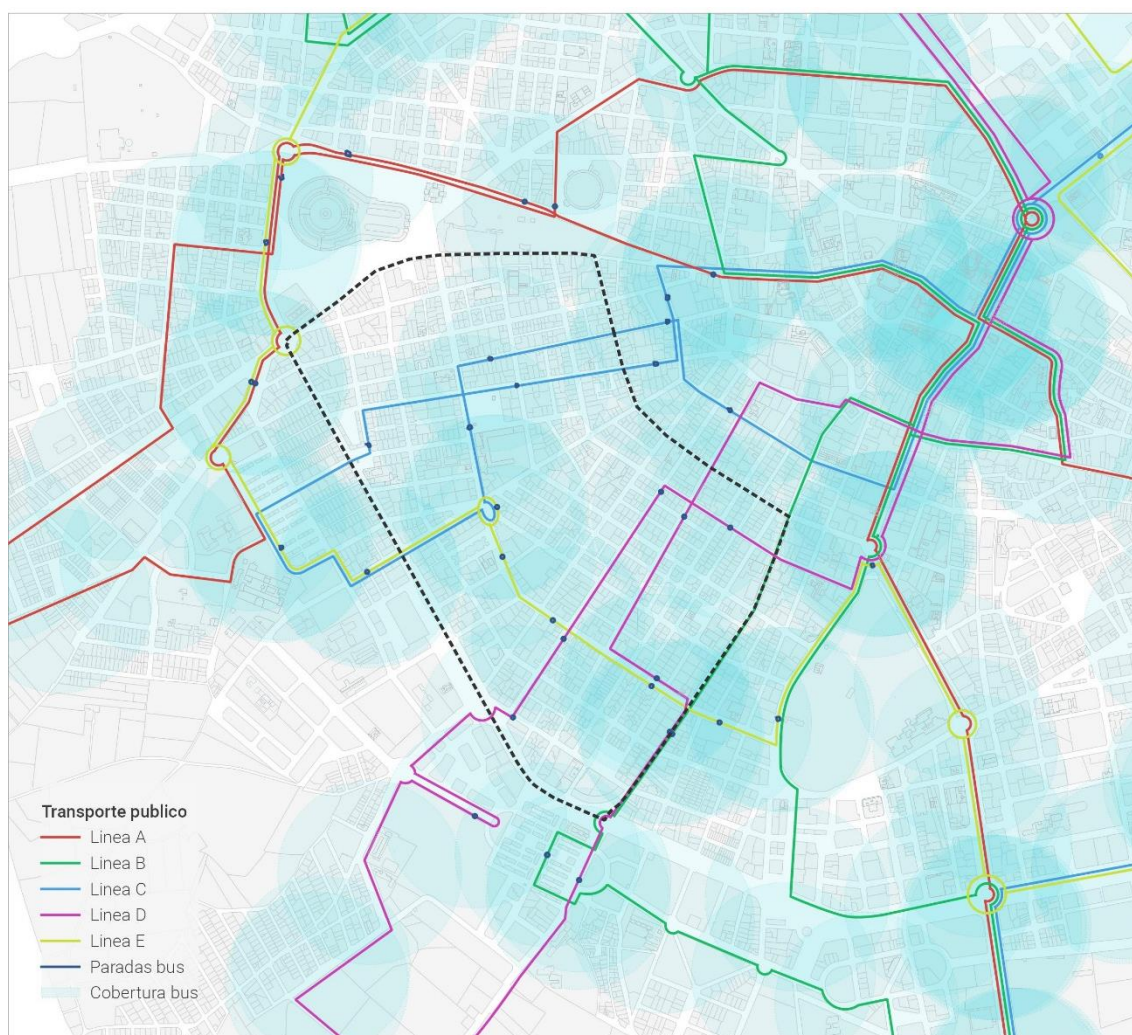 Transporte publico
Linea A
Linea B
Linea C
Linea D
Linea E
Paradas bus
Cobertura bus